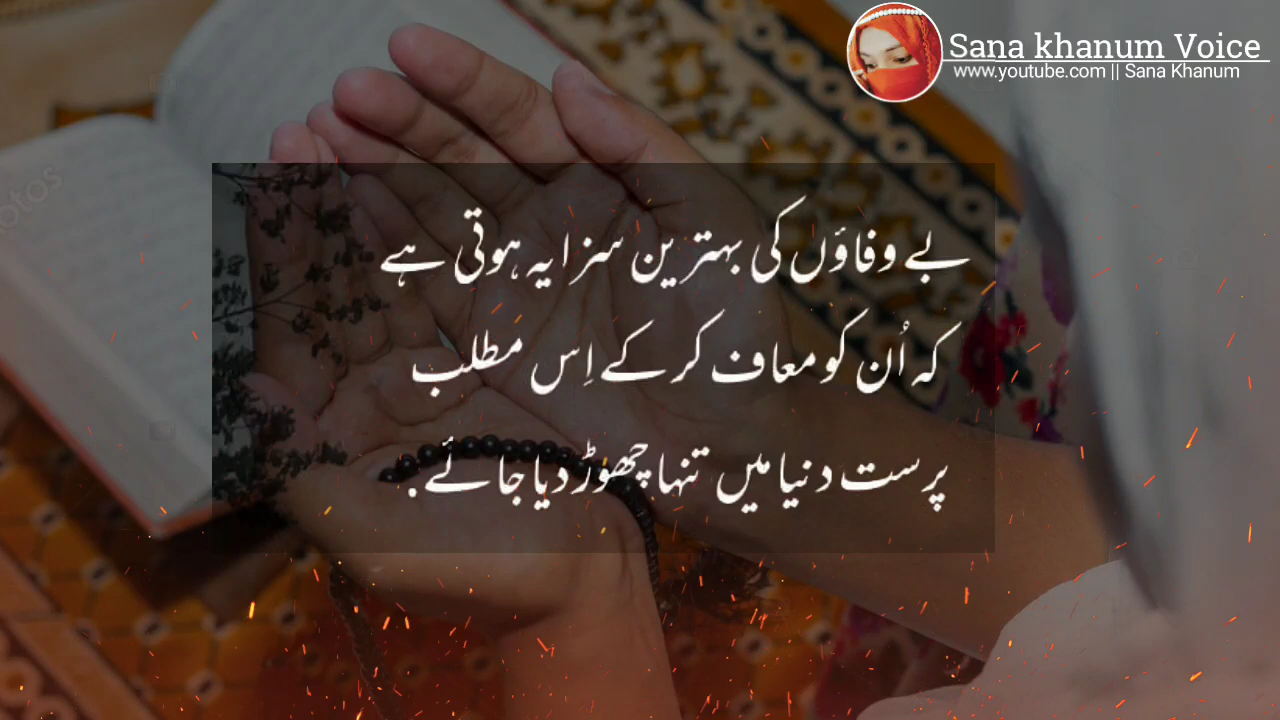 Sana khanum Voice
www.youtube.com || Sana Khanum
بے وفاؤں کی بہترین سزا یہ ہوتی ہے
کہ اُن کو معاف کر کے اِس مطلب
پرست دنیا میں تنہا چھوڑ دیا جائے.